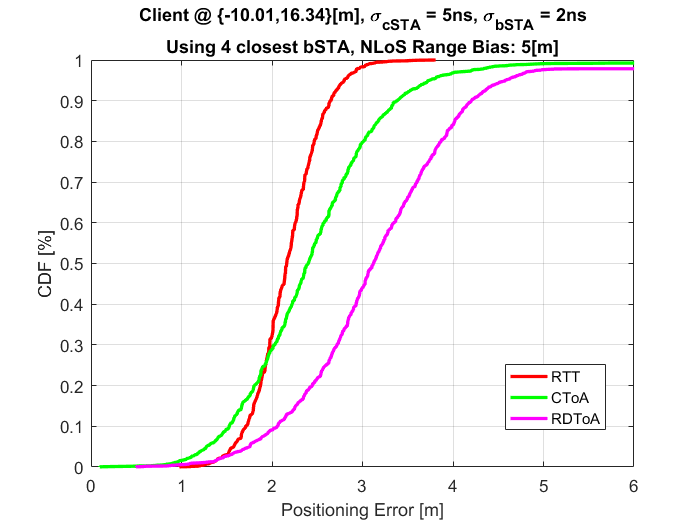 Client @ {-10.01,16.34}[m], σcSTA = 5ns, σbSTA = 2ns
Using 4 closest bSTA, NLoS Range Bias: 5[m]
1
0.9
0.8
0.7
0.6
0.5
0.4
0.3
0.2
0.1
0
CDF [%]
RTT
CToA
RDToA
0 1 2 3 4 5 6
Positioning Error [m]